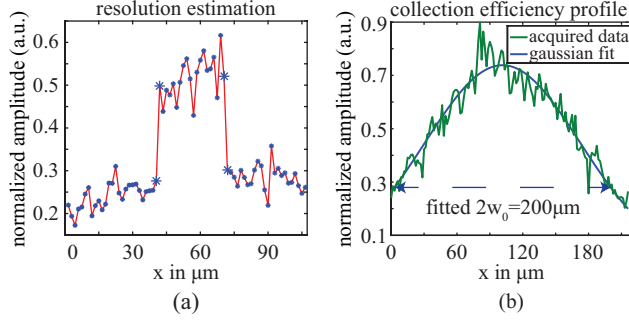 resolution estimation
normalized amplitude (a.u.)
0.6
0.5
0.4
0.3
0.2
0 30 60 90
x in μm
(a)
collection efficiency profile
normalized amplitude (a.u.)
acquired data
gaussian fit
0.9
0.7
0.5
0.3
0.1
fitted 2w0=200μm
0 60 120 180
x in μm
(b)